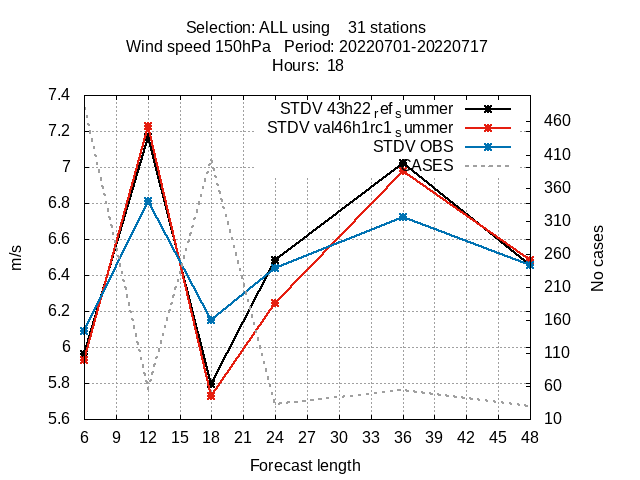 Selection: ALL using    31 stations
Wind speed 150hPa   Period: 20220701-20220717
Hours:  18
STDV 43h22_ref_summer
STDV val46h1rc1_summer
STDV OBS
CASES
7.4
7.2
7
6.8
6.6
6.4
6.2
6
5.8
5.6
m/s
460
410
360
310
260
210
160
110
60
10
No cases
6 9 12 15 18 21 24 27 30 33 36 39 42 45 48
Forecast length